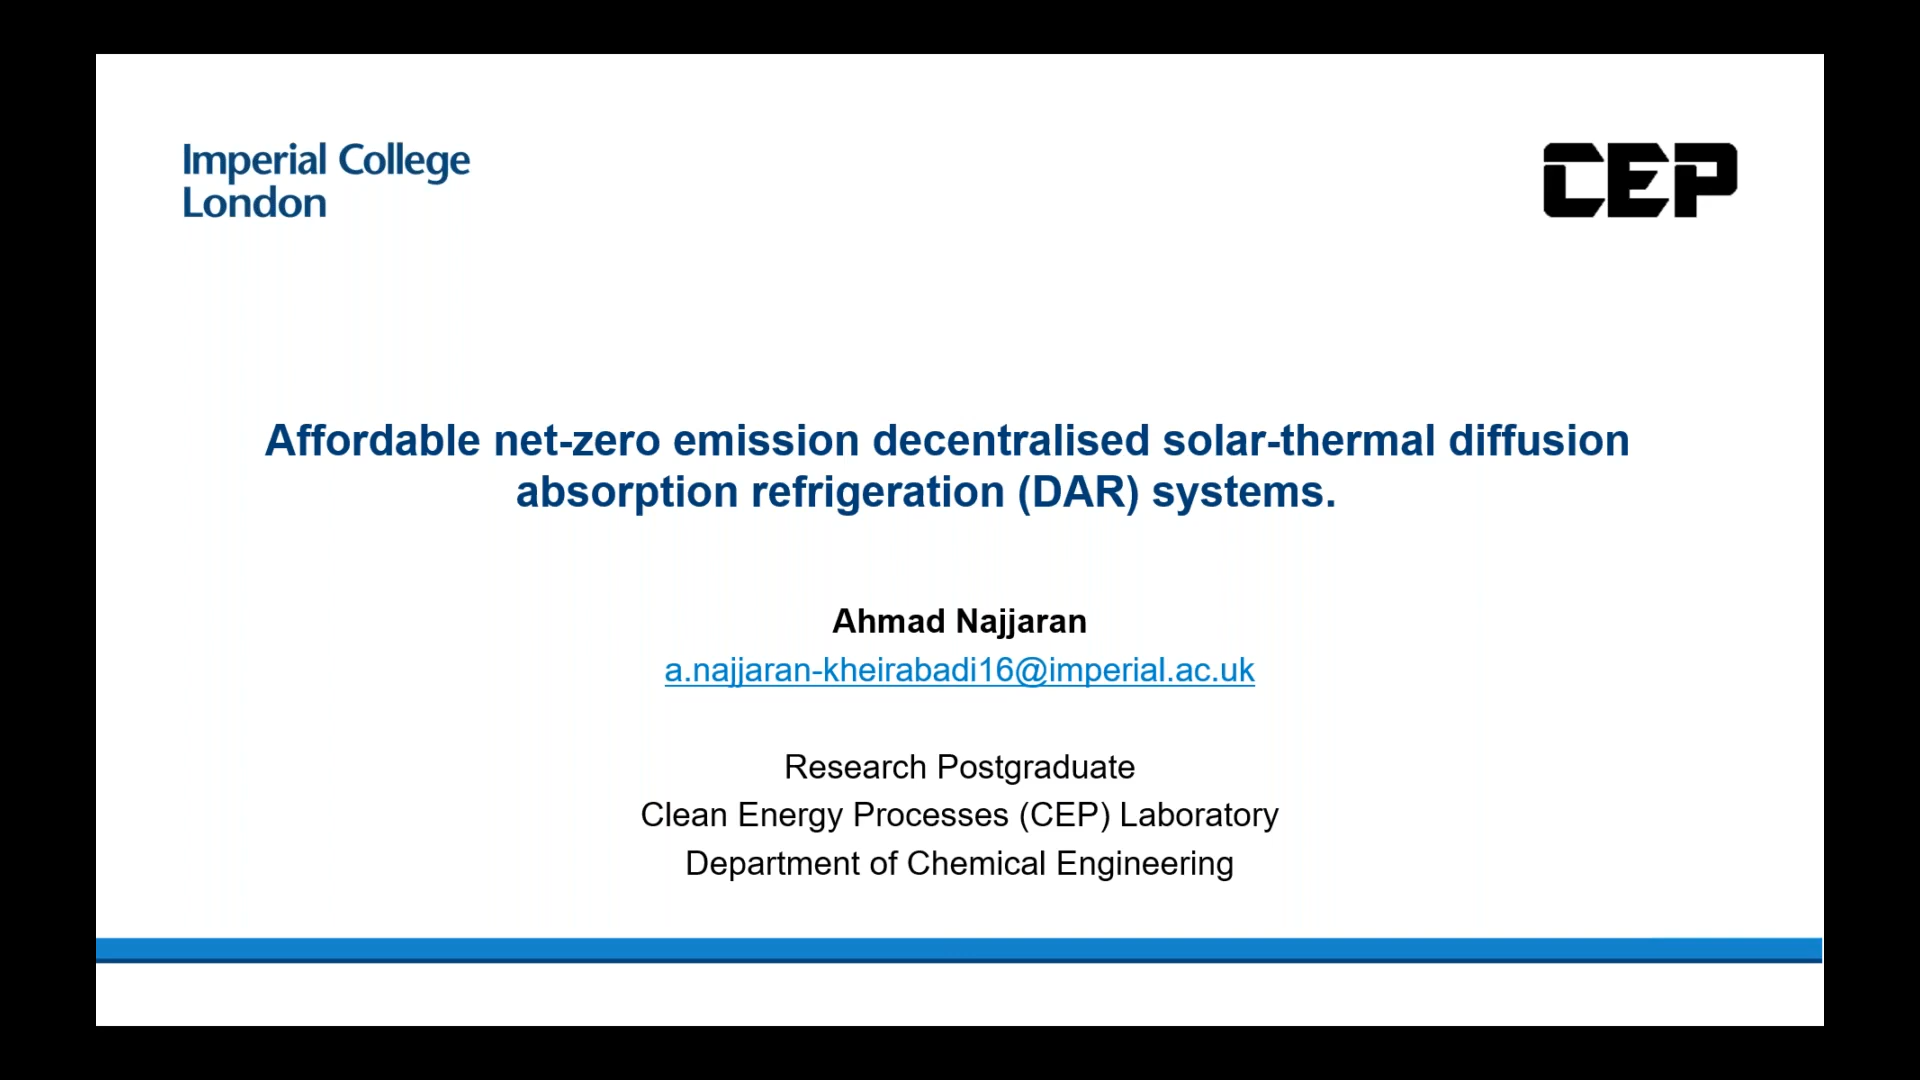 Imperial College
London
CEP
Affordable net-zero emission decentralised solar-thermal diffusion
absorption refrigeration (DAR) systems.
Ahmad Najjaran
a.najjaran-kheirabadi16@imperial.ac.uk
Research Postgraduate
Clean Energy Processes (CEP) Laboratory
Department of Chemical Engineering